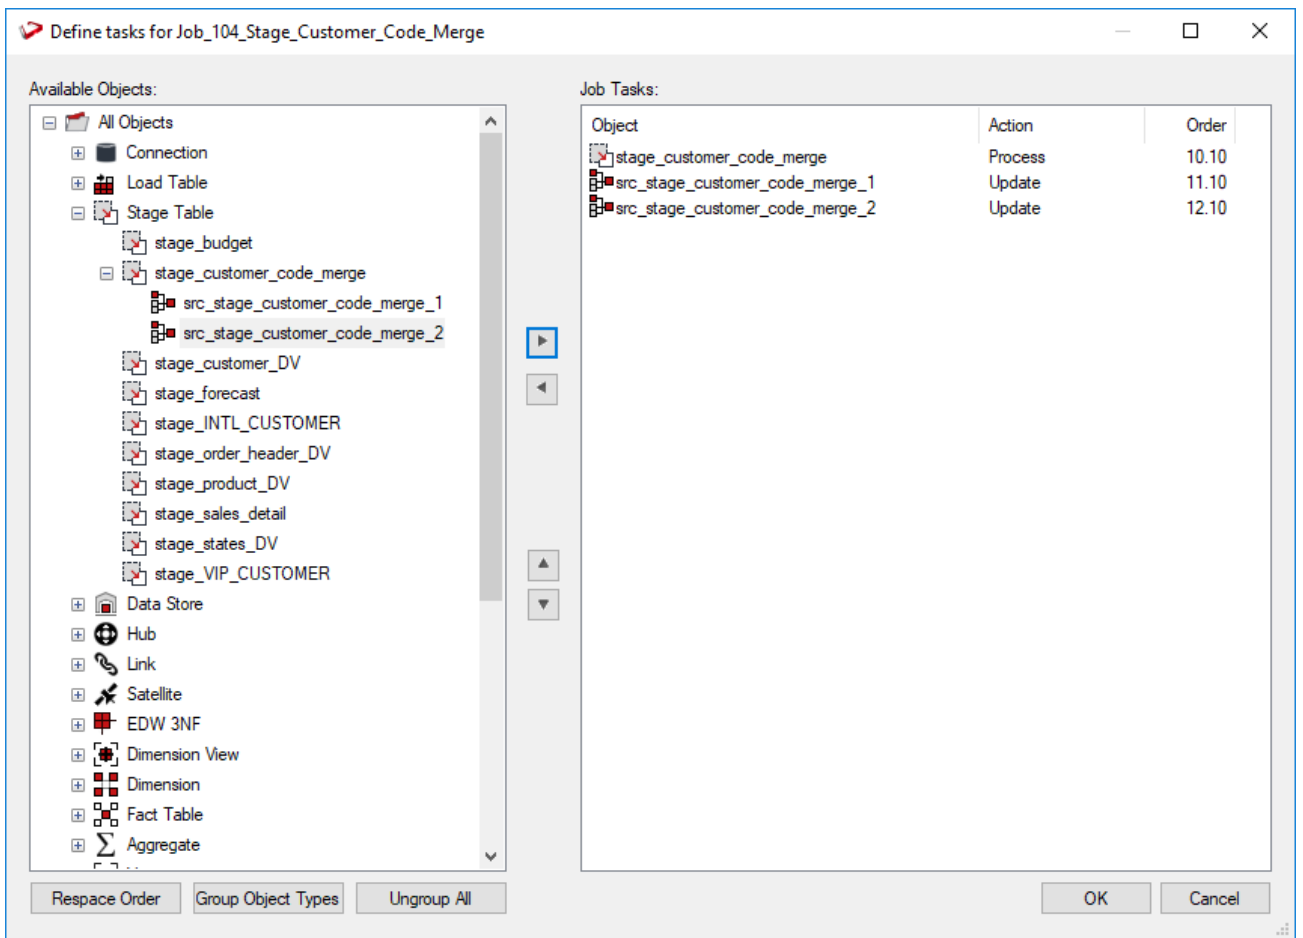 Define tasks for Job_104_Stage_Customer_Code_Merge
Available Objects:
All Objects
Connection
Load Table
Stage Table
stage_budget
stage_customer_code_merge
src_stage_customer_code_merge_1
src_stage_customer_code_merge_2
stage_customer_DV
stage_forecast
stage_INTL_CUSTOMER
stage_order_header_DV
stage_product_DV
stage_sales_detail
stage_states_DV
stage_VIP_CUSTOMER
Data Store
Hub
Link
Satellite
EDW 3NF
Dimension View
Dimension
Fact Table
Aggregate
Job Tasks:
Object Action Order
stage_customer_code_merge Process 10.10
src_stage_customer_code_merge_1 Update 11.10
src_stage_customer_code_merge_2 Update 12.10
Respace Order Group Object Types Ungroup All OK Cancel